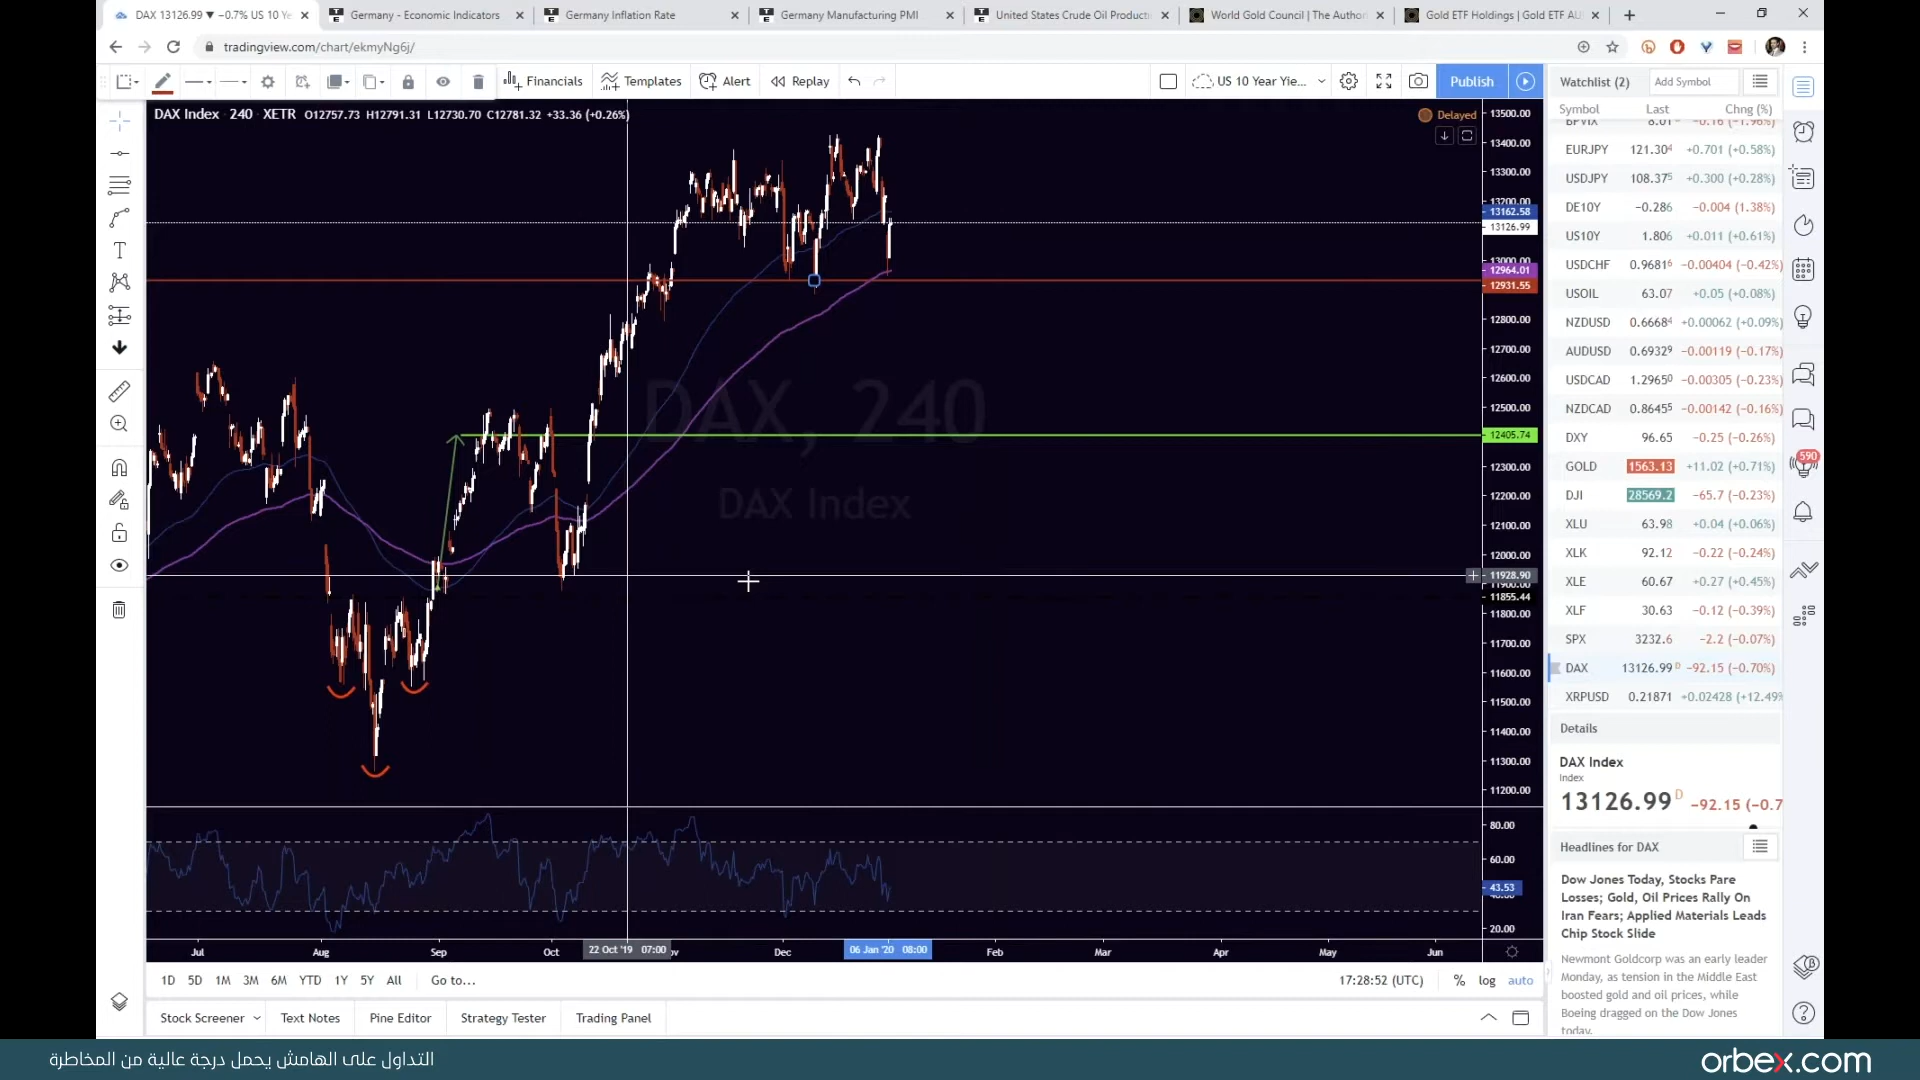 DAX 13126.99 ▼ −0.7% US 10 Ye
Germany - Economic Indicators
Germany Inflation Rate
Germany Manufacturing PMI
United States Crude Oil Producti
World Gold Council | The Author
Gold ETF Holdings | Gold ETF AU
tradingview.com/chart/ekmyNg6j/
Financials
Templates
Alert
Replay
US 10 Year Yie...
Publish
Watchlist (2)
Add Symbol
DAX Index · 240 · XETR O12757.73 H12791.31 L12730.70 C12781.32 +33.36 (+0.26%)
Delayed
Symbol Last Chng (%)
BPVIX 8.01 −0.16 (−1.96%)
EURJPY 121.304 +0.701 (+0.58%)
USDJPY 108.375 +0.300 (+0.28%)
DE10Y −0.286 −0.004 (1.38%)
US10Y 1.806 +0.011 (+0.61%)
USDCHF 0.96816 −0.00404 (−0.42%)
USOIL 63.07 +0.05 (+0.08%)
NZDUSD 0.66684 +0.00062 (+0.09%)
AUDUSD 0.69329 −0.00119 (−0.17%)
USDCAD 1.29650 −0.00305 (−0.23%)
NZDCAD 0.86455 −0.00142 (−0.16%)
DXY 96.65 −0.25 (−0.26%)
GOLD 1563.13 +11.02 (+0.71%)
DJI 28569.2 −65.7 (−0.23%)
XLU 63.98 +0.04 (+0.06%)
XLK 92.12 −0.22 (−0.24%)
XLE 60.67 +0.27 (+0.45%)
XLF 30.63 −0.12 (−0.39%)
SPX 3232.6 −2.2 (−0.07%)
DAX 13126.99 D −92.15 (−0.70%)
XRPUSD 0.21871 +0.02428 (+12.49%
590
13500.00
13400.00
13300.00
13200.00
13162.58
13126.99
13000.00
12964.01
12931.55
12800.00
12700.00
12600.00
12500.00
12405.74
12300.00
12200.00
12100.00
12000.00
11928.90
11900.00
11855.44
11800.00
11700.00
11600.00
11500.00
11400.00
11300.00
11200.00
80.00
60.00
43.53
20.00
DAX, 240
DAX Index
Jul
Aug
Sep
Oct
22 Oct '19 07:00
Dec
06 Jan '20 08:00
Feb
Mar
Apr
May
Jun
Details
DAX Index
Index
13126.99 D −92.15 (−0.7
Headlines for DAX
Dow Jones Today, Stocks Pare
Losses; Gold, Oil Prices Rally On
Iran Fears; Applied Materials Leads
Chip Stock Slide
Newmont Goldcorp was an early leader
Monday, as tension in the Middle East
boosted gold and oil prices, while
Boeing dragged on the Dow Jones
today.
1D 5D 1M 3M 6M YTD 1Y 5Y All Go to...
17:28:52 (UTC) % log auto
Stock Screener
Text Notes
Pine Editor
Strategy Tester
Trading Panel
التداول على الهامش يحمل درجة عالية من المخاطرة
orbex.com